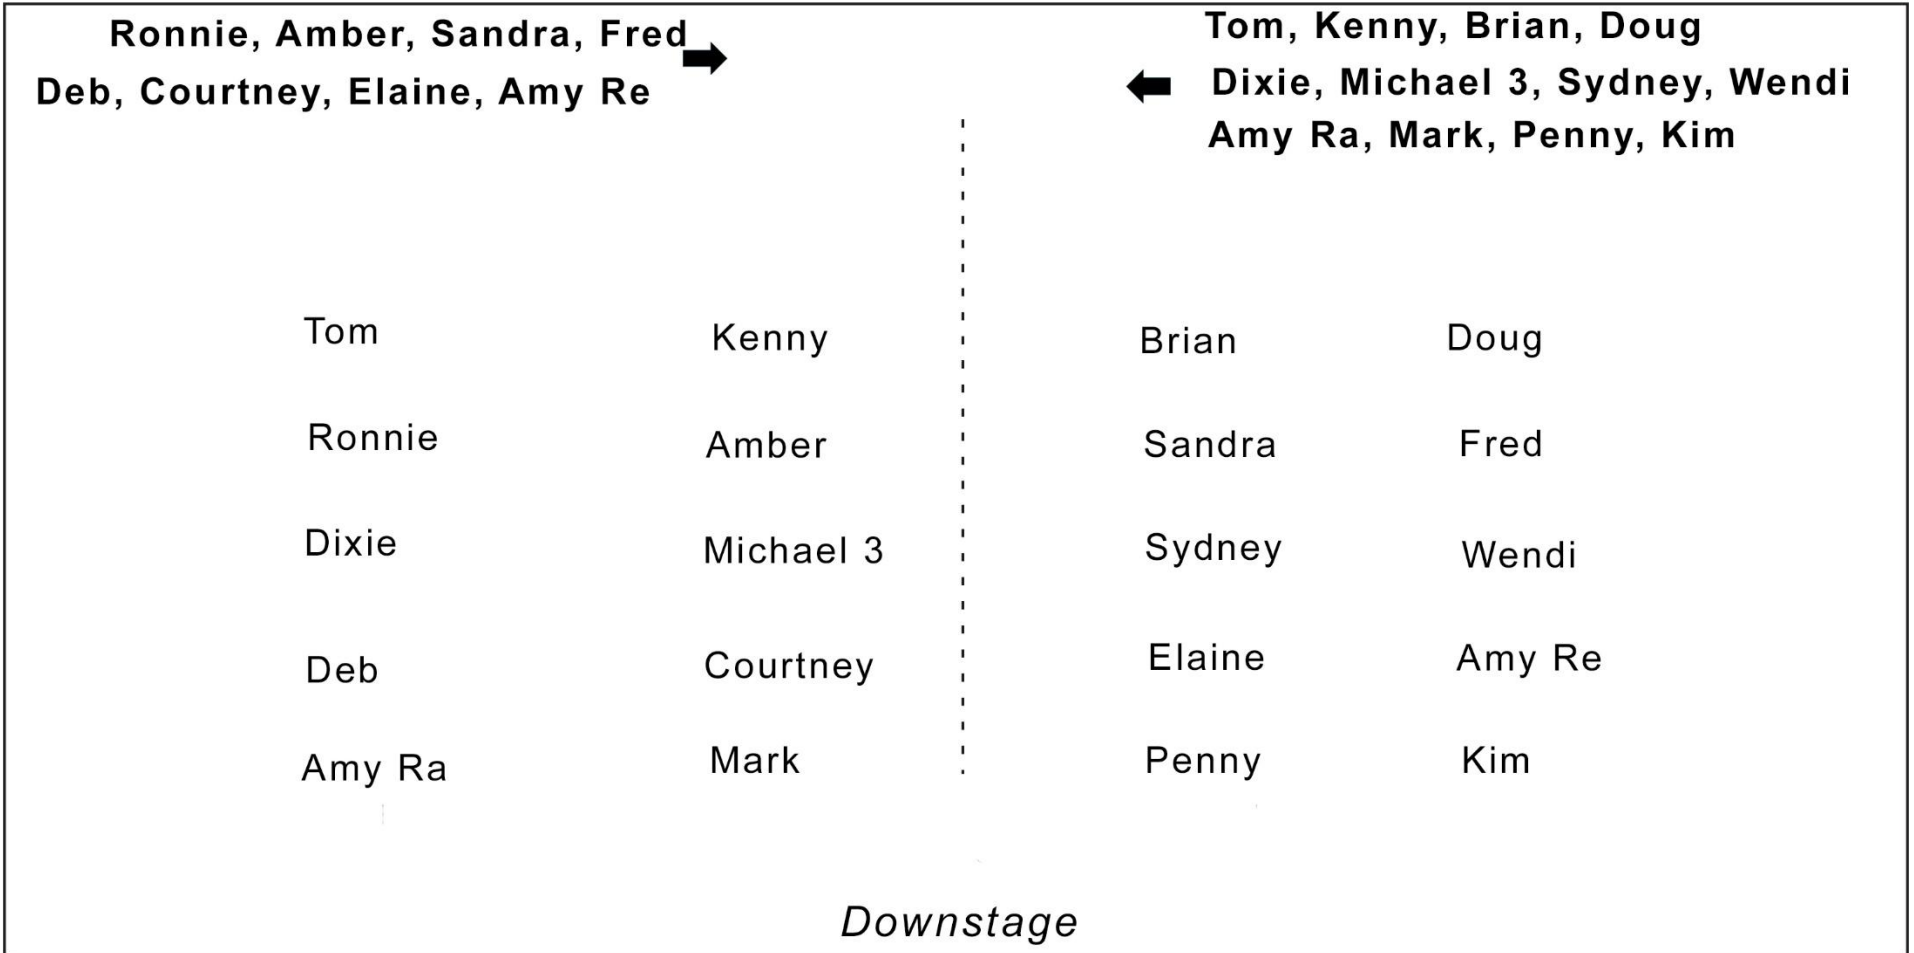 Ronnie, Amber, Sandra, Fred
Deb, Courtney, Elaine, Amy Re
Tom, Kenny, Brian, Doug
Dixie, Michael 3, Sydney, Wendi
Amy Ra, Mark, Penny, Kim
Tom Kenny Brian Doug
Ronnie Amber Sandra Fred
Dixie Michael 3 Sydney Wendi
Deb Courtney Elaine Amy Re
Amy Ra Mark Penny Kim
Downstage